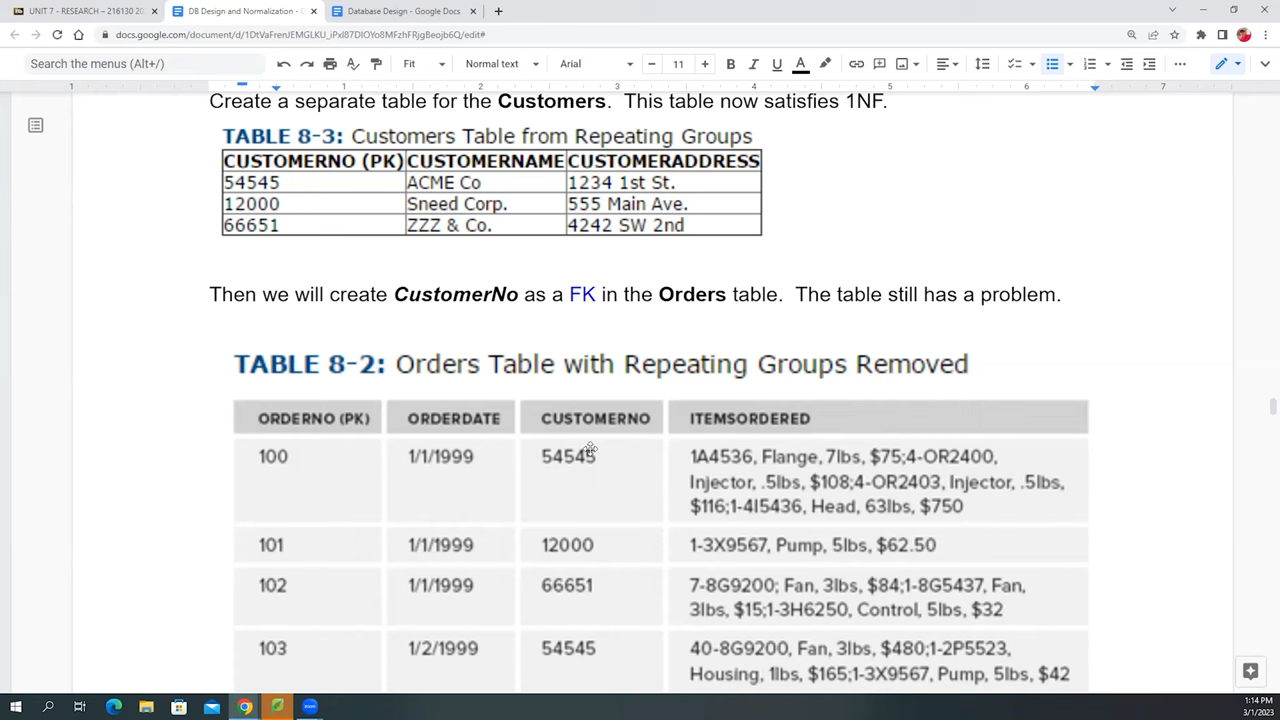 UNIT 7 - RESEARCH – 216130 20
DB Design and Normalization - G
Database Design - Google Docs
docs.google.com/document/d/1DtVaFrenJEMGLKU_iPxl87DIOYo8MFzhFRjgBeojb6Q/edit#
Search the menus (Alt+/)
Fit
Normal text
Arial
11
1 1 2 3 4 5 6 7
Create a separate table for the Customers. This table now satisfies 1NF.
TABLE 8-3: Customers Table from Repeating Groups
CUSTOMERNO (PK) CUSTOMERNAME CUSTOMERADDRESS
54545 ACME Co 1234 1st St.
12000 Sneed Corp. 555 Main Ave.
66651 ZZZ & Co. 4242 SW 2nd
Then we will create CustomerNo as a FK in the Orders table. The table still has a problem.
TABLE 8-2: Orders Table with Repeating Groups Removed
ORDERNO (PK) ORDERDATE CUSTOMERNO ITEMSORDERED
100 1/1/1999 54545 1A4536, Flange, 7lbs, $75;4-OR2400,
Injector, .5lbs, $108;4-OR2403, Injector, .5lbs,
$116;1-4I5436, Head, 63lbs, $750
101 1/1/1999 12000 1-3X9567, Pump, 5lbs, $62.50
102 1/1/1999 66651 7-8G9200; Fan, 3lbs, $84;1-8G5437, Fan,
3lbs, $15;1-3H6250, Control, 5lbs, $32
103 1/2/1999 54545 40-8G9200, Fan, 3lbs, $480;1-2P5523,
Housing, 1lbs, $165;1-3X9567, Pump, 5lbs, $42
1:14 PM
3/1/2023